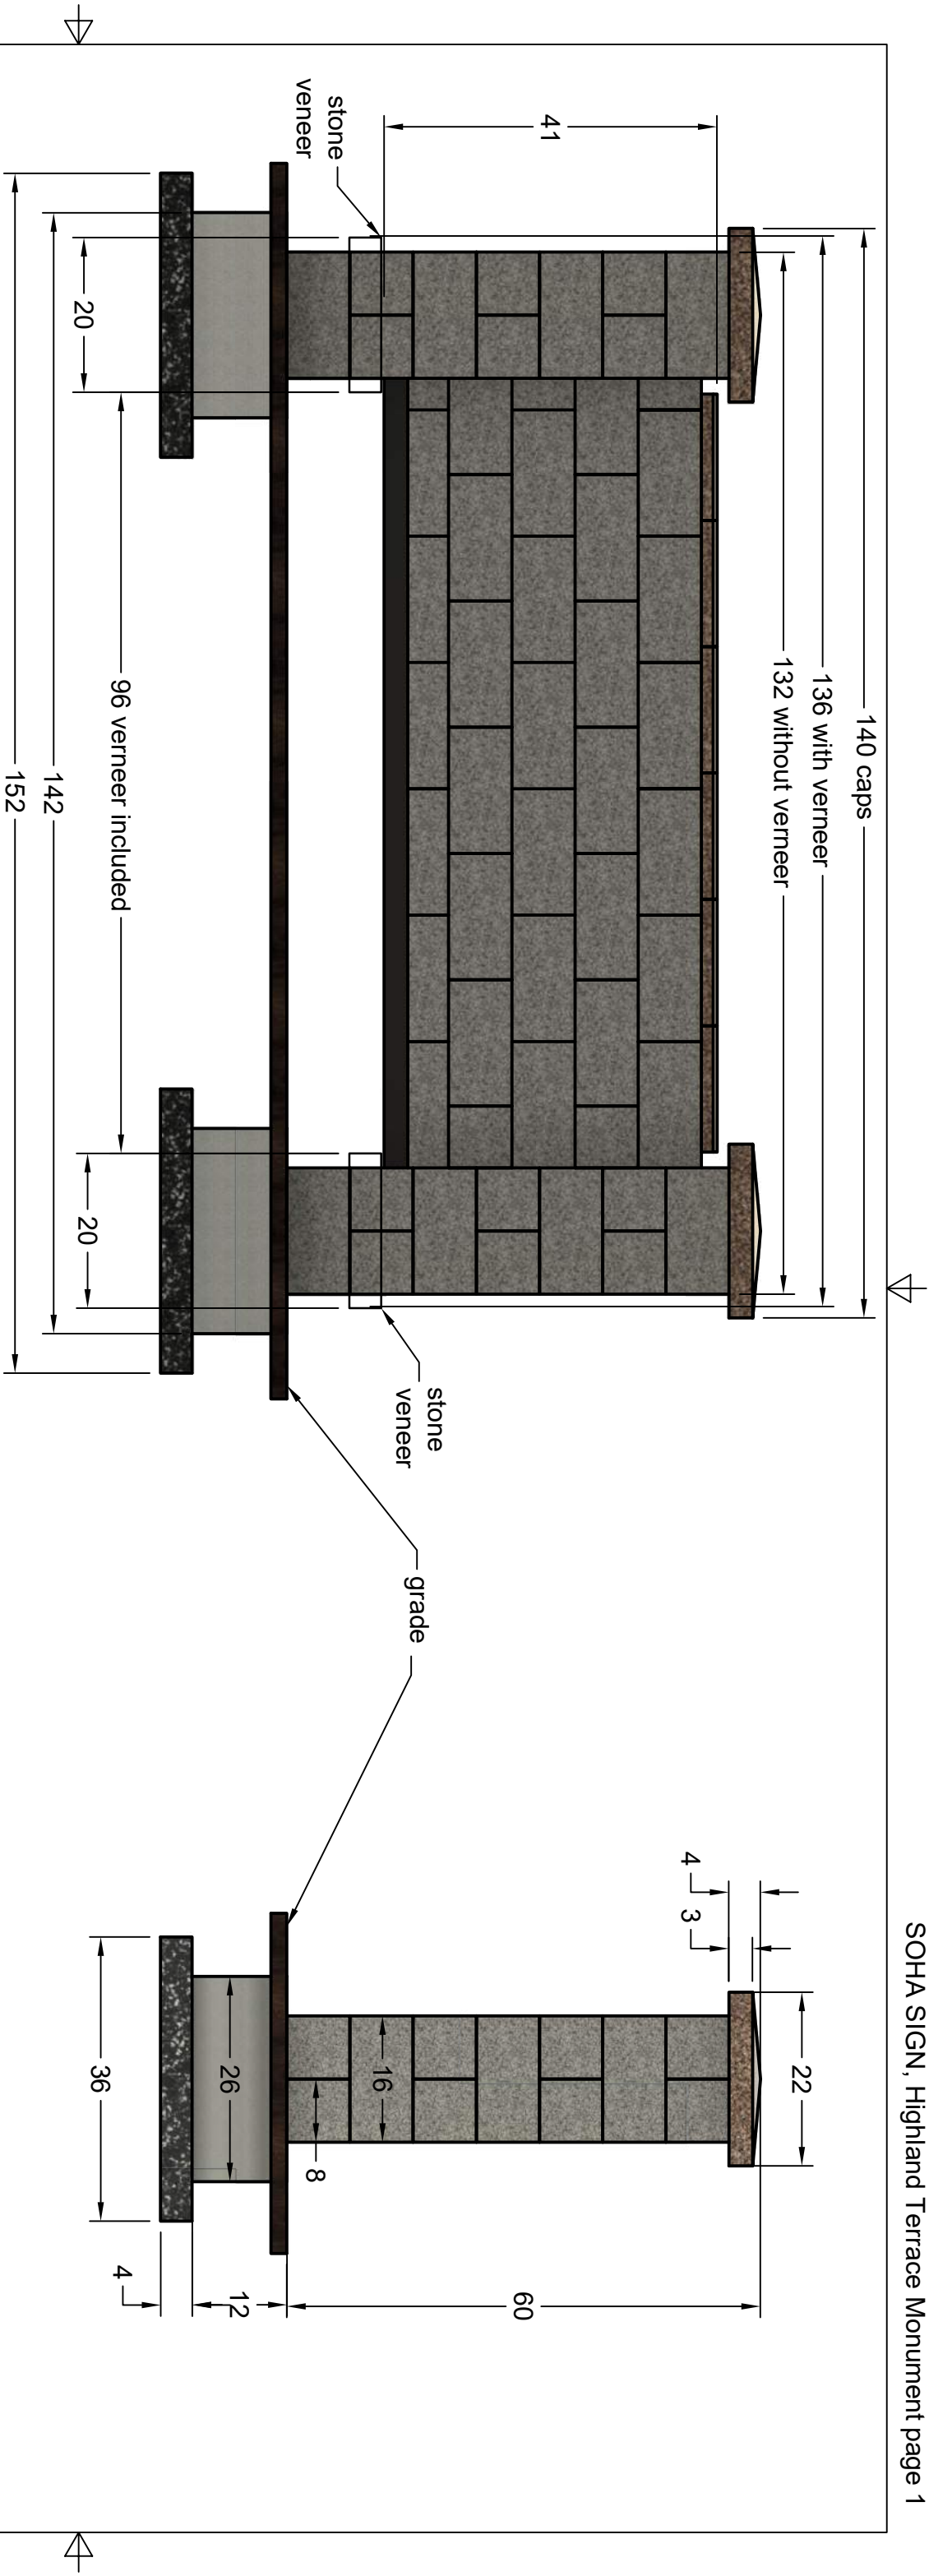 SOHA SIGN, Highland Terrace Monument page 1
140 caps
136 with verneer
132 without verneer
41
stone
veneer
20
96 verneer included
20
142
152
stone
veneer
grade
4
3
22
16
8
60
26
12
36
4